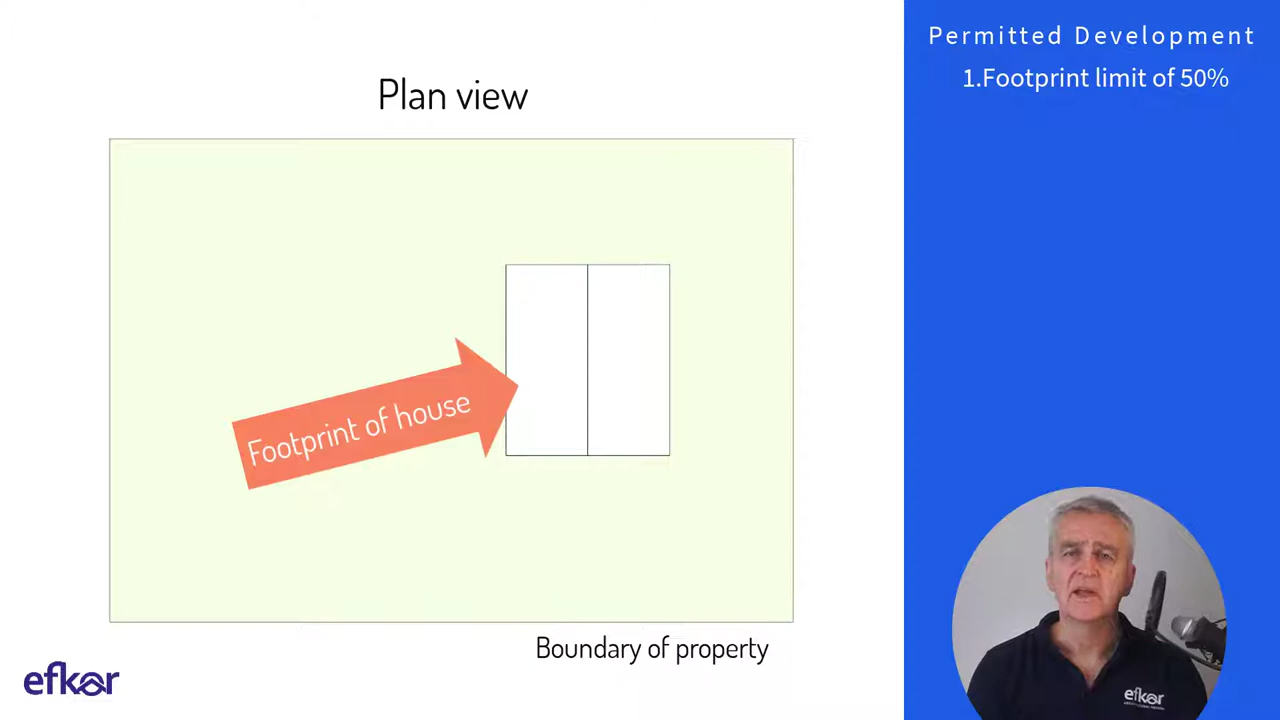 Permitted Development
1.Footprint limit of 50%
Plan view
Footprint of house
Boundary of property
efkar
efkar